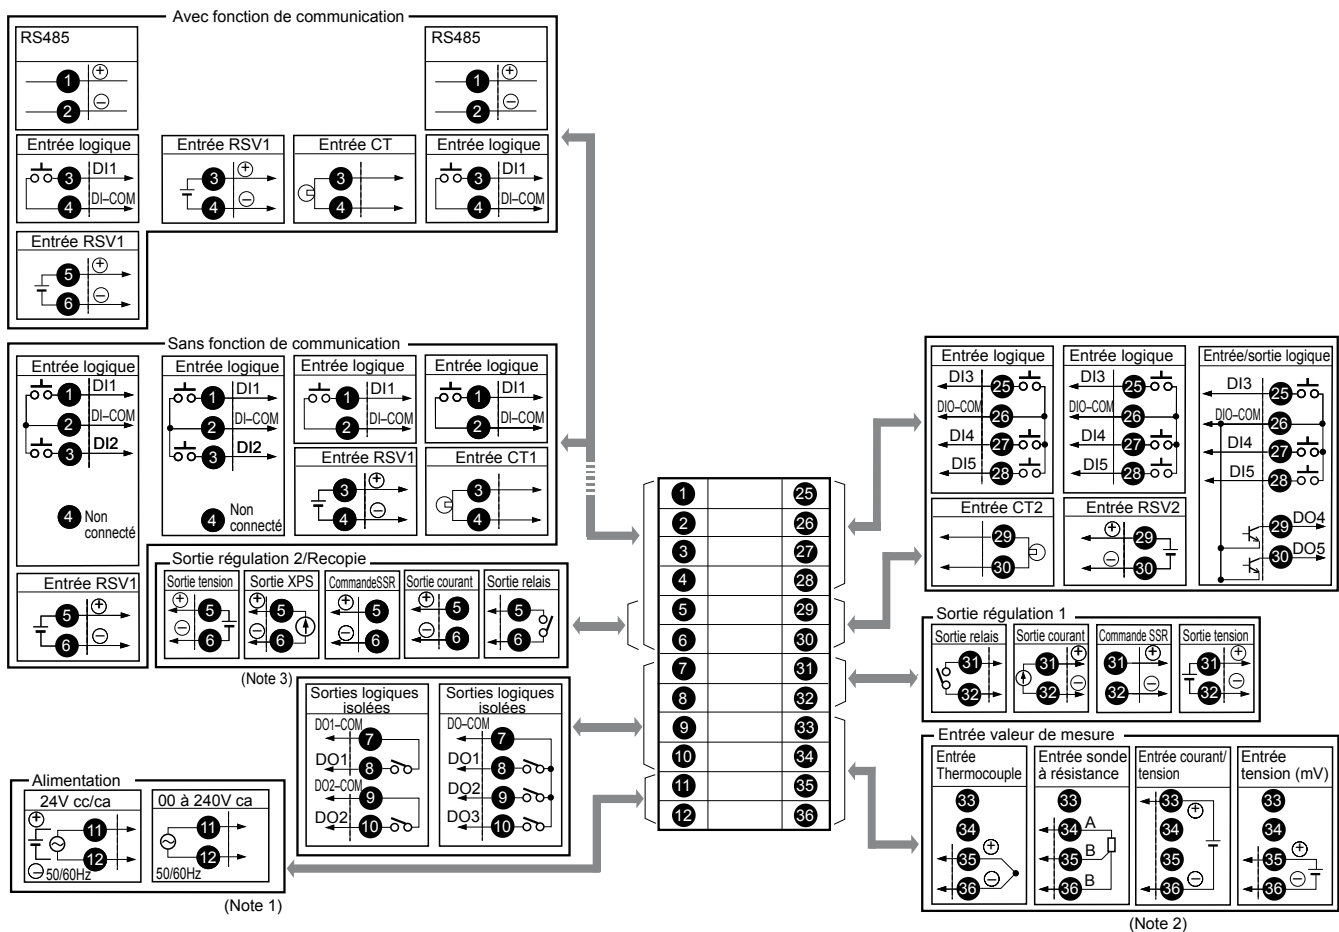 Avec fonction de communication
RS485
1 +
2 −
RS485
1 +
2 −
Entrée logique
3 DI1
4 DI–COM
Entrée RSV1
3 +
4 −
Entrée CT
3
4
Entrée logique
3 DI1
4 DI–COM
Entrée RSV1
5 +
6 −
Sans fonction de communication
Entrée logique
1 DI1
2 DI–COM
3 DI2
4 Non
connecté
Entrée logique
1 DI1
2 DI–COM
3 DI2
4 Non
connecté
Entrée logique
1 DI1
2 DI–COM
Entrée logique
1 DI1
2 DI–COM
Entrée RSV1
3 +
4 −
Entrée CT1
3
4
Entrée RSV1
5 +
6 −
Sortie régulation 2/Recopie
Sortie tension
+ 5
− 6
Sortie XPS
+ 5
− 6
CommandeSSR
+ 5
− 6
Sortie courant
+ 5
− 6
Sortie relais
5
6
(Note 3)
Sorties logiques
isolées
DO1–COM 7
DO1 8
DO2–COM 9
DO2 10
Sorties logiques
isolées
DO–COM 7
DO1 8
DO2 9
DO3 10
Alimentation
24V cc/ca
+ 11
12
− 50/60Hz
00 à 240V ca
11
12
50/60Hz
(Note 1)
1 25
2 26
3 27
4 28
5 29
6 30
7 31
8 32
9 33
10 34
11 35
12 36
Entrée logique
DI3 25
DIO–COM 26
DI4 27
DI5 28
Entrée logique
DI3 25
DIO–COM 26
DI4 27
DI5 28
Entrée/sortie logique
DI3 25
DIO–COM 26
DI4 27
DI5 28
29 DO4
30 DO5
Entrée CT2
29
30
Entrée RSV2
+ 29
− 30
Sortie régulation 1
Sortie relais
31
32
Sortie courant
31 +
32 −
Commande SSR
31 +
32 −
Sortie tension
31 +
32 −
Entrée valeur de mesure
Entrée
Thermocouple
33
34
35 +
36 −
Entrée sonde
à résistance
33
34 A
35 B
36 B
Entrée courant/
tension
33 +
34
35
36 −
Entrée
tension (mV)
33
34
35 +
36 −
(Note 2)